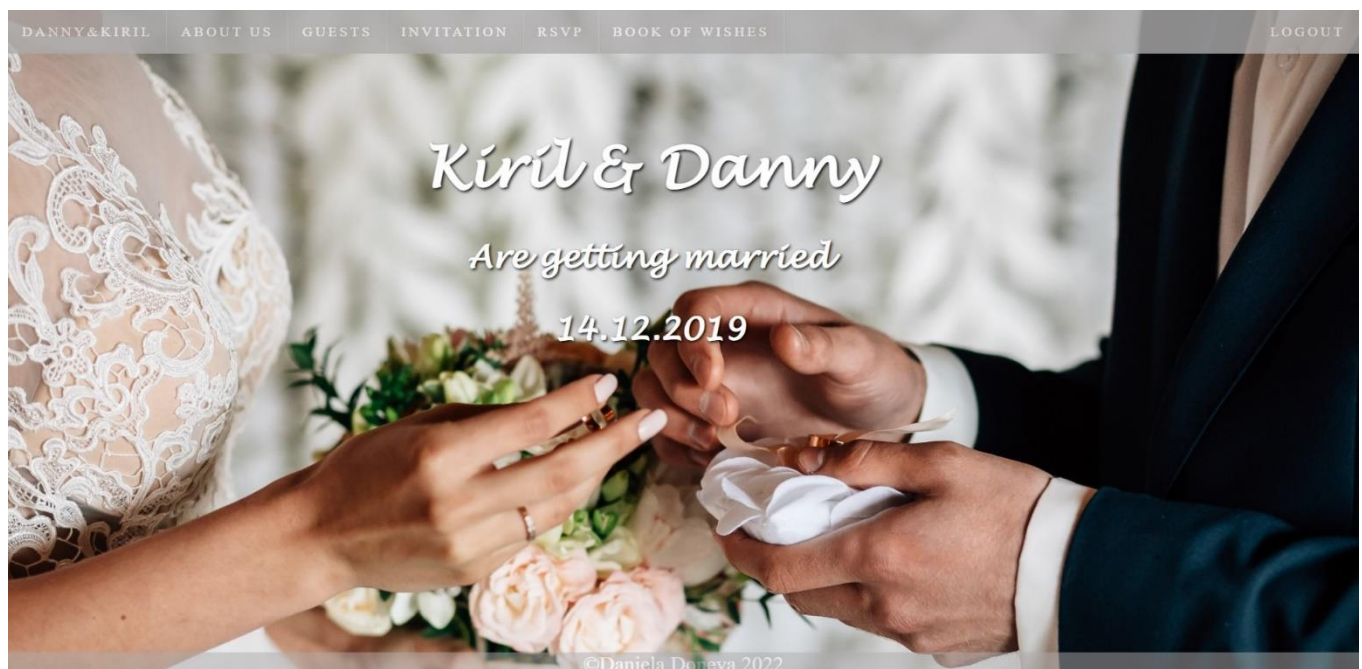 DANNY&KIRIL ABOUT US GUESTS INVITATION RSVP BOOK OF WISHES LOGOUT
Kiril & Danny
Are getting married
14.12.2019
©Daniela Doneva 2022